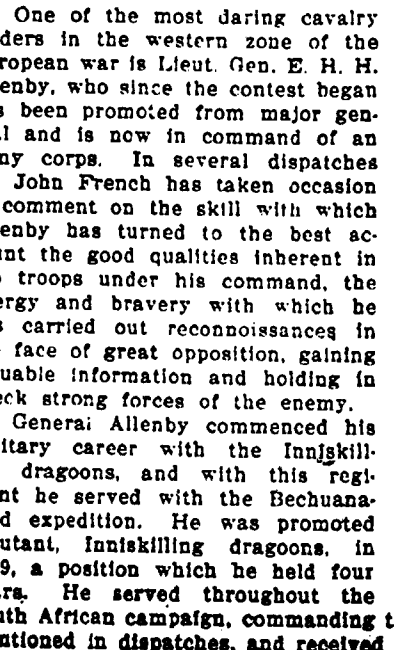 One of the most daring cavalry
ders in the western zone of the
ropean war is Lieut. Gen. E. H. H.
enby, who since the contest began
s been promoted from major gen-
l and is now in command of an
ny corps. In several dispatches
John French has taken occasion
comment on the skill with which
enby has turned to the best ac-
unt the good qualities inherent in
troops under his command, the
ergy and bravery with which he
s carried out reconnoissances in
face of great opposition, gaining
uable information and holding in
eck strong forces of the enemy.
General Allenby commenced his
itary career with the Inniskill-
dragoons, and with this regi-
nt he served with the Bechuana-
d expedition. He was promoted
utant, Inniskilling dragoons, in
9, a position which he held four
rs. He served throughout the
uth African campaign, commanding t
ntioned in dispatches, and received